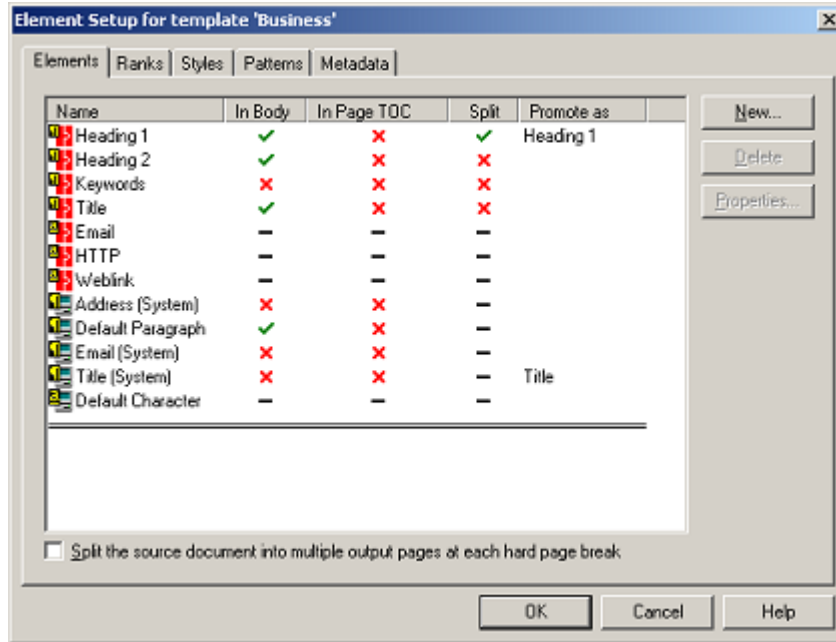 Element Setup for template 'Business'
Elements Ranks Styles Patterns Metadata
Name In Body In Page TOC Split Promote as
New...
Heading 1 Heading 1
Heading 2
Delete
Keywords
Title
Properties...
Email
HTTP
Weblink
Address (System)
Default Paragraph
Email (System)
Title (System) Title
Default Character
Split the source document into multiple output pages at each hard page break
OK Cancel Help